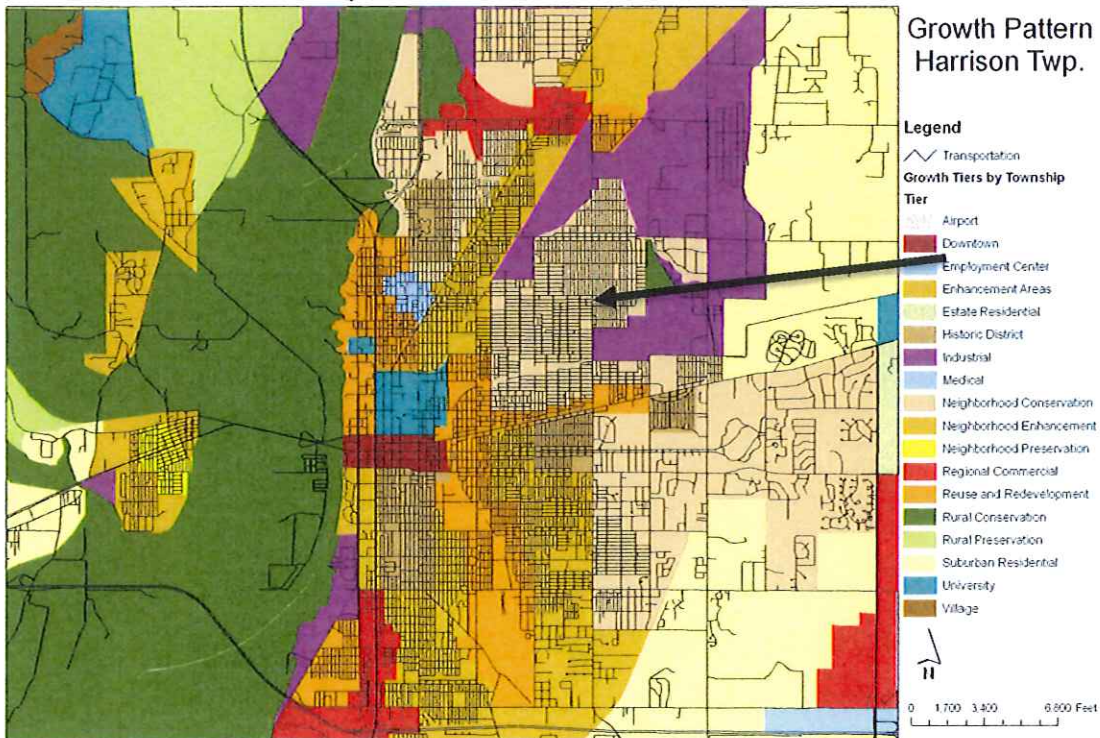 Growth Pattern
Harrison Twp.
Legend
Transportation
Growth Tiers by Township
Tier
Airport
Downtown
Employment Center
Enhancement Areas
Estate Residential
Historic District
Industrial
Medical
Neighborhood Conservation
Neighborhood Enhancement
Neighborhood Preservation
Regional Commercial
Reuse and Redevelopment
Rural Conservation
Rural Preservation
Suburban Residential
University
Village
N
0 1,700 3,400 6,800 Feet